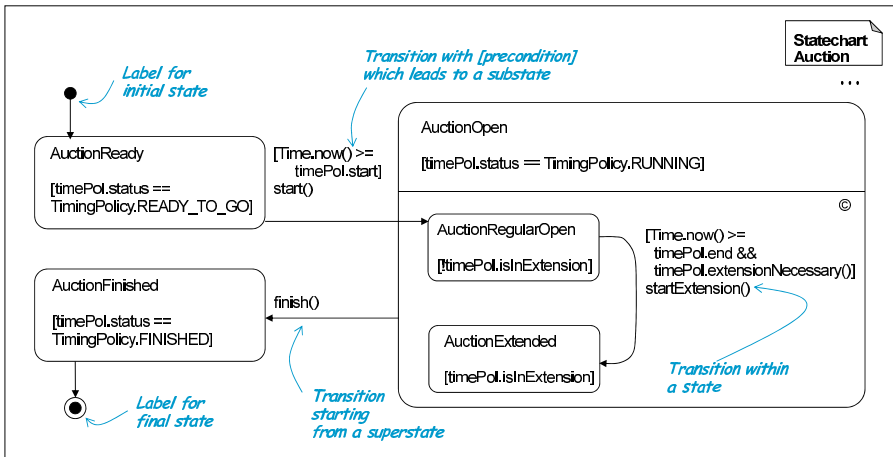 Statechart
Auction
...
Label for
initial state
Transition with [precondition]
which leads to a substate
AuctionReady
[timePol.status ==
TimingPolicy.READY_TO_GO]
[Time.now() >=
timePol.start]
start()
AuctionOpen
[timePol.status == TimingPolicy.RUNNING]
©
AuctionRegularOpen
[!timePol.isInExtension]
[Time.now() >=
timePol.end &&
timePol.extensionNecessary()]
startExtension()
AuctionFinished
[timePol.status ==
TimingPolicy.FINISHED]
finish()
AuctionExtended
[timePol.isInExtension]
Transition within
a state
Label for
final state
Transition
starting
from a superstate